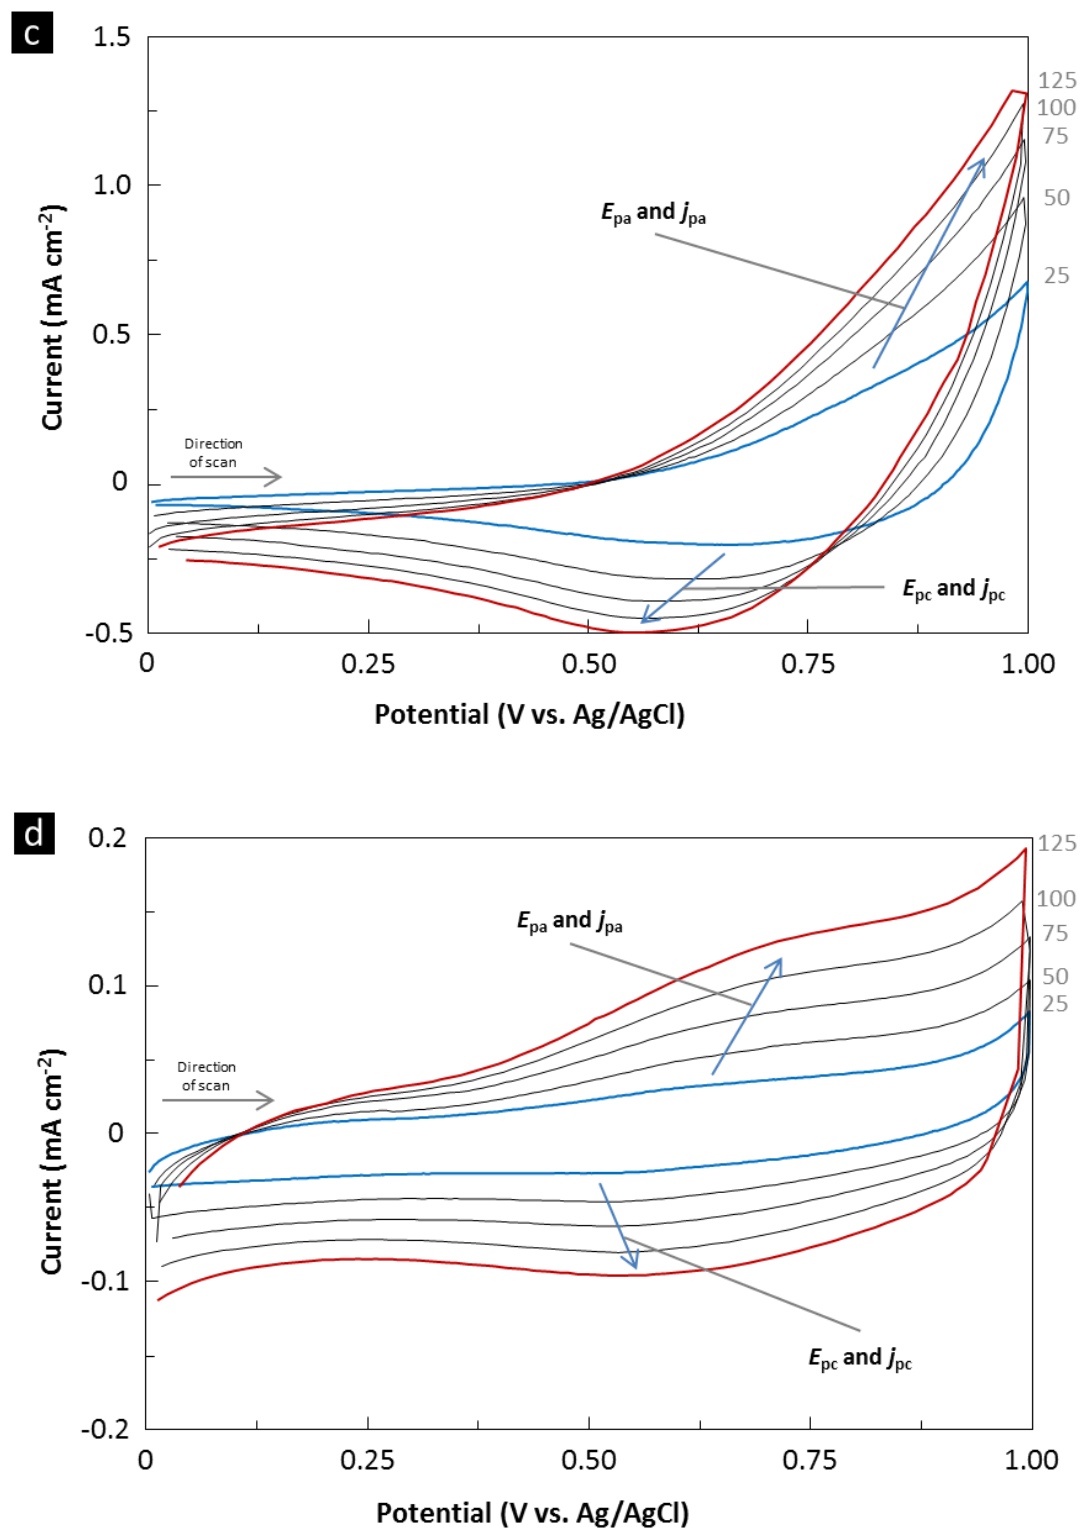 c
1.5
1.0
0.5
0
-0.5
Current (mA cm-2)
125
100
75
50
25
Epa and jpa
Direction
of scan
Epc and jpc
0
0.25
0.50
0.75
1.00
Potential (V vs. Ag/AgCl)
d
0.2
0.1
0
-0.1
-0.2
Current (mA cm-2)
125
100
75
50
25
Epa and jpa
Direction
of scan
Epc and jpc
0
0.25
0.50
0.75
1.00
Potential (V vs. Ag/AgCl)